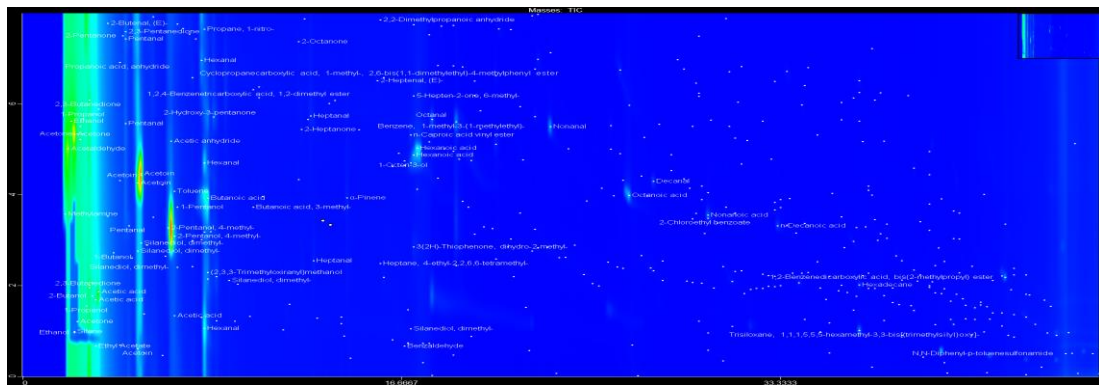 Masses: TIC
2,2-Dimethylpropanoic anhydride
2-Butenal, (E)-
Propane, 1-nitro-
2-Pentanone
2,3-Pentanedione
Pentanal
2-Octanone
Hexanal
Propanoic acid, anhydride
Cyclopropanecarboxylic acid, 1-methyl-, 2,6-bis(1,1-dimethylethyl)-4-methylphenyl ester
2-Heptenal, (E)-
1,2,4-Benzenetricarboxylic acid, 1,2-dimethyl ester
5-Hepten-2-one, 6-methyl-
2,3-Butanedione
2-Hydroxy-3-pentanone
Heptanal
Octanal
Pentanal
2-Heptanone
Benzene, 1-methyl-3-(1-methylethyl)-
Nonanal
Acetone
n-Caproic acid vinyl ester
Acetic anhydride
Acetaldehyde
Hexanoic acid
Hexanoic acid
Hexanal
1-Octen-3-ol
Acetoin
Acetoin
Acetoin
Decanal
Toluene
Butanoic acid
α-Pinene
Octanoic acid
1-Pentanol
Butanoic acid, 3-methyl-
4
Nonanoic acid
2-Chloroethyl benzoate
n-Decanoic acid
Pentanal
2-Pentanol, 4-methyl-
2-Pentanol, 4-methyl-
Silanediol, dimethyl-
Silanediol, dimethyl-
3(2H)-Thiophenone, dihydro-2-methyl-
1-Butanol
Heptanal
Heptane, 4-ethyl-2,2,6,6-tetramethyl-
Silanediol, dimethyl-
(2,3,3-Trimethyloxiranyl)methanol
Silanediol, dimethyl-
1,2-Benzenedicarboxylic acid, bis(2-methylpropyl) ester
Hexadecane
2,3-Butanedione
2
Acetic acid
2-Butanol
Acetic acid
1-Propanol
Acetic acid
Acetone
Ethanol
Silane
Hexanal
Silanediol, dimethyl-
Trisiloxane, 1,1,1,5,5,5-hexamethyl-3,3-bis[(trimethylsilyl)oxy]-
Ethyl Acetate
Acetoin
Benzaldehyde
N,N-Diphenyl-p-toluenesulfonamide
0
16.6667
33.3333